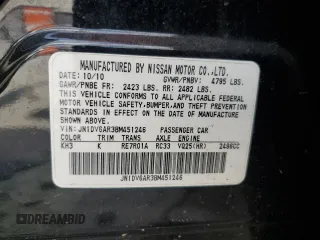 MANUFACTURED BY NISSAN MOTOR CO.,LTD.
DATE: 10/10 GVWR/PNBV: 4795 LBS.
GAWR/PNBE FR: 2423 LBS. RR: 2482 LBS.
THIS VEHICLE CONFORMS TO ALL APPLICABLE FEDERAL
MOTOR VEHICLE SAFETY, BUMPER, AND THEFT PREVENTION
STANDARDS IN EFFECT ON THE DATE OF MANUFACTURE
SHOWN ABOVE.
VIN: JN1DV6AR3BM451246 PASSENGER CAR
COLOR TRIM TRANS AXLE ENGINE
KH3 K RE7R01A RC33 VQ25(HR) 2496CC
JN1DV6AR3BM451246
DREAMBID